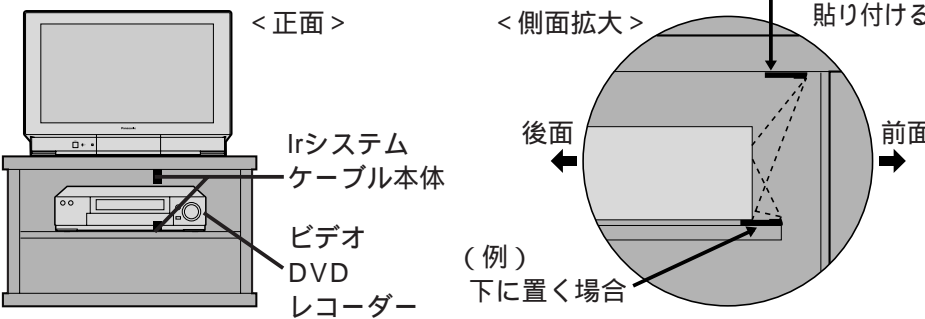 <正面>
Irシステム
ケーブル本体
ビデオ
DVD
レコーダー
<側面拡大>
貼り付ける
後面
前面
(例)
下に置く場合
Panasonic